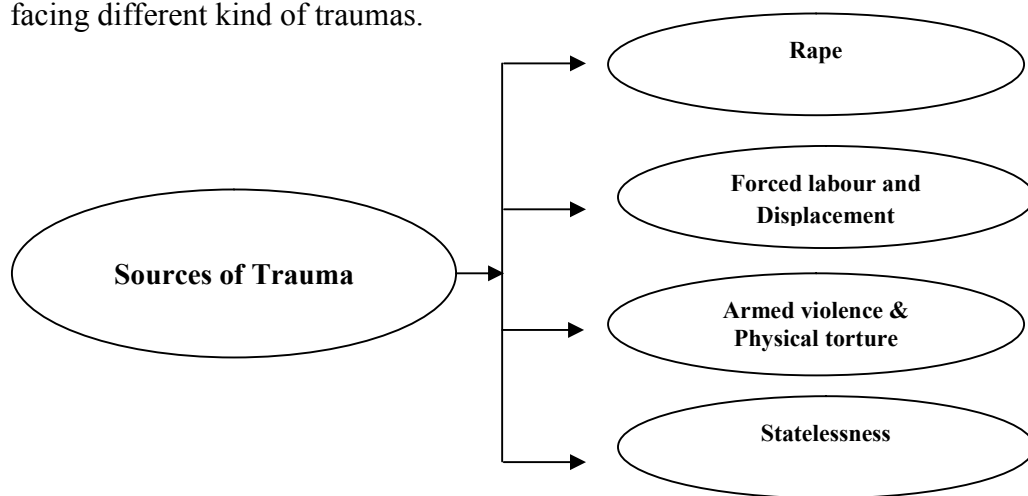 facing different kind of traumas.
Rape
Forced labour and
Displacement
Sources of Trauma
Armed violence &
Physical torture
Statelessness